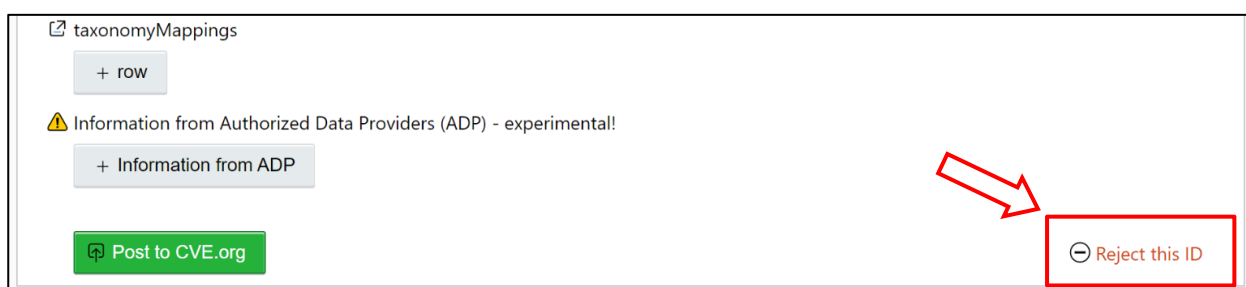 taxonomyMappings
+ row
Information from Authorized Data Providers (ADP) - experimental!
+ Information from ADP
Post to CVE.org
Reject this ID